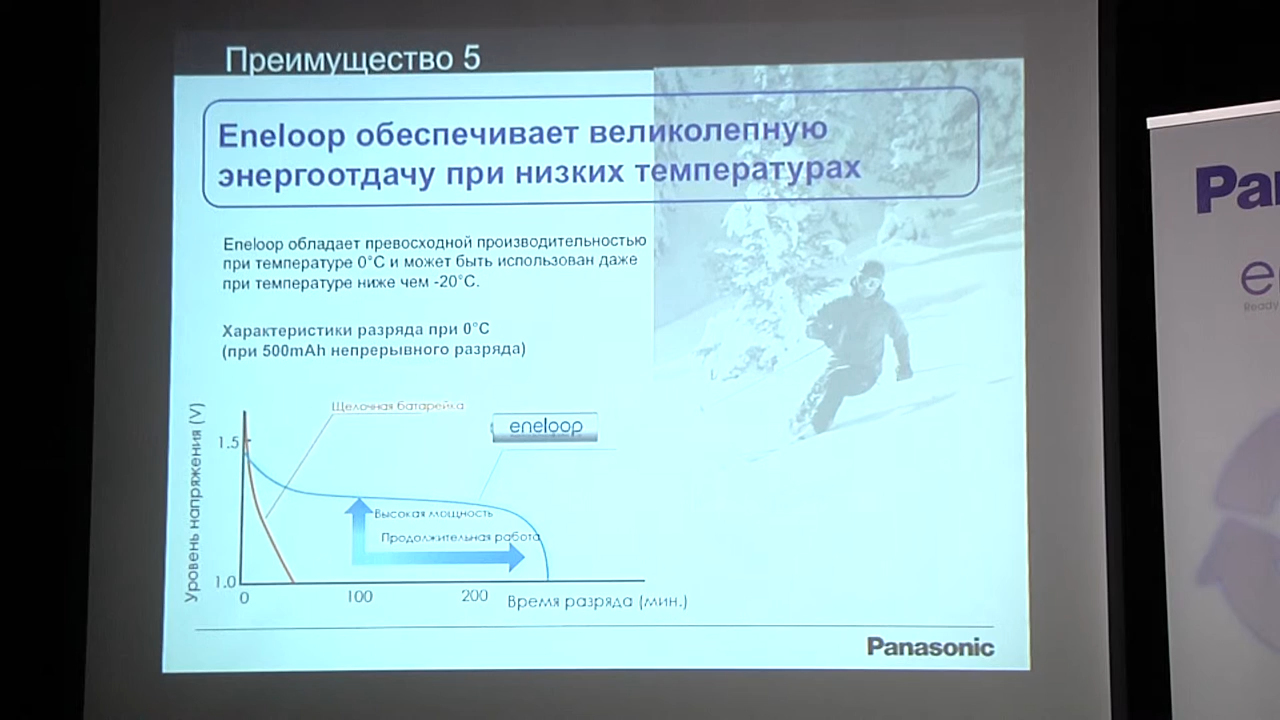 Преимущество 5
Eneloop обеспечивает великолепную
энергоотдачу при низких температурах
Eneloop обладает превосходной производительностью
при температуре 0°C и может быть использован даже
при температуре ниже чем -20°C.
Характеристики разряда при 0°C
(при 500mAh непрерывного разряда)
Уровень напряжения (V)
Щелочная батарейка
eneloop
1.5
Высокая мощность
Продолжительная работа
1.0
0
100
200
Время разряда (мин.)
Panasonic
Pa
e
Ready